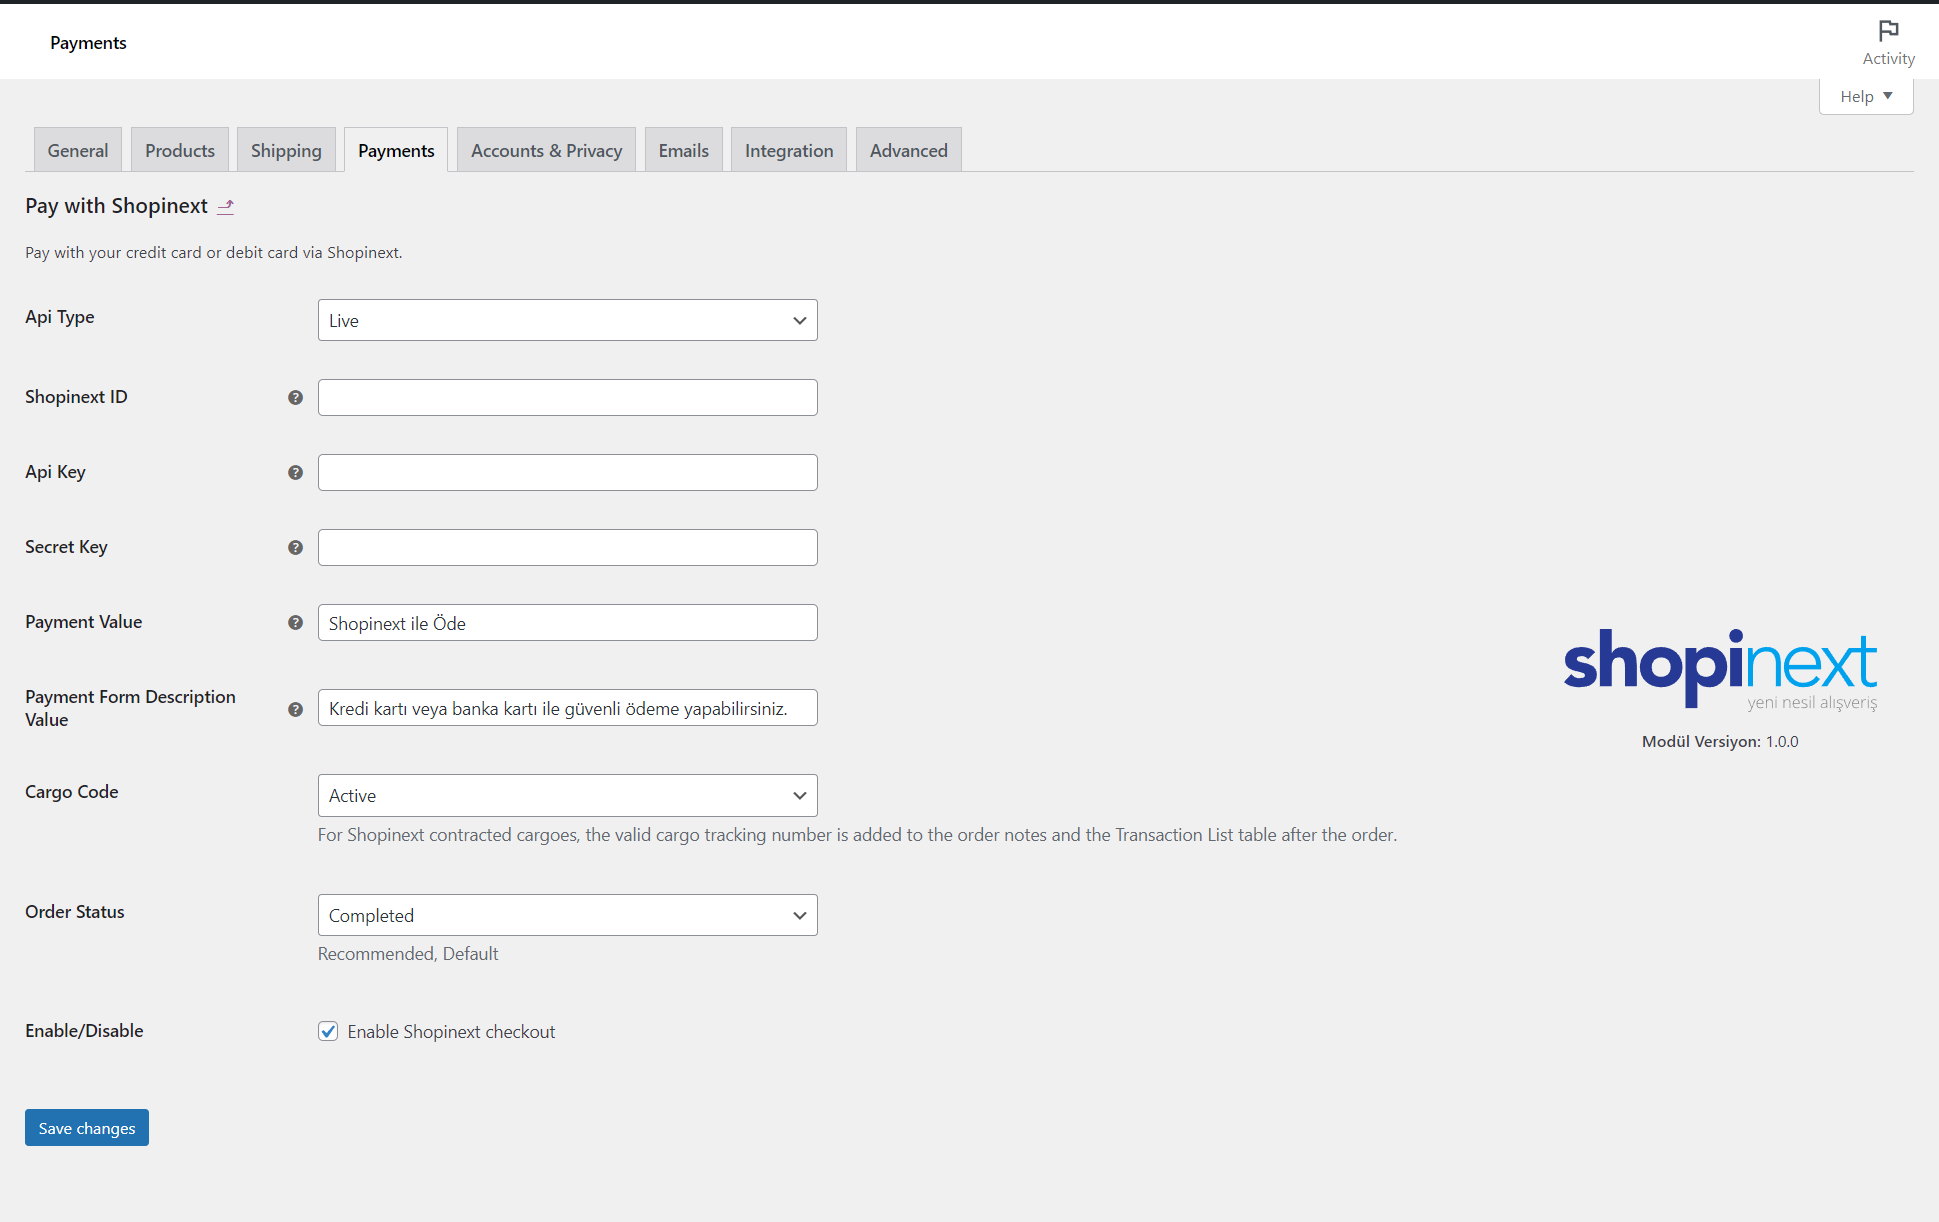 Payments
Activity
Help
General Products Shipping Payments Accounts & Privacy Emails Integration Advanced
Pay with Shopinext
Pay with your credit card or debit card via Shopinext.
Api Type
Live
Shopinext ID
Api Key
Secret Key
Payment Value
Shopinext ile Öde
Payment Form Description
Value
Kredi kartı veya banka kartı ile güvenli ödeme yapabilirsiniz.
shopinext
yeni nesil alışveriş
Modül Versiyon: 1.0.0
Cargo Code
Active
For Shopinext contracted cargoes, the valid cargo tracking number is added to the order notes and the Transaction List table after the order.
Order Status
Completed
Recommended, Default
Enable/Disable
Enable Shopinext checkout
Save changes